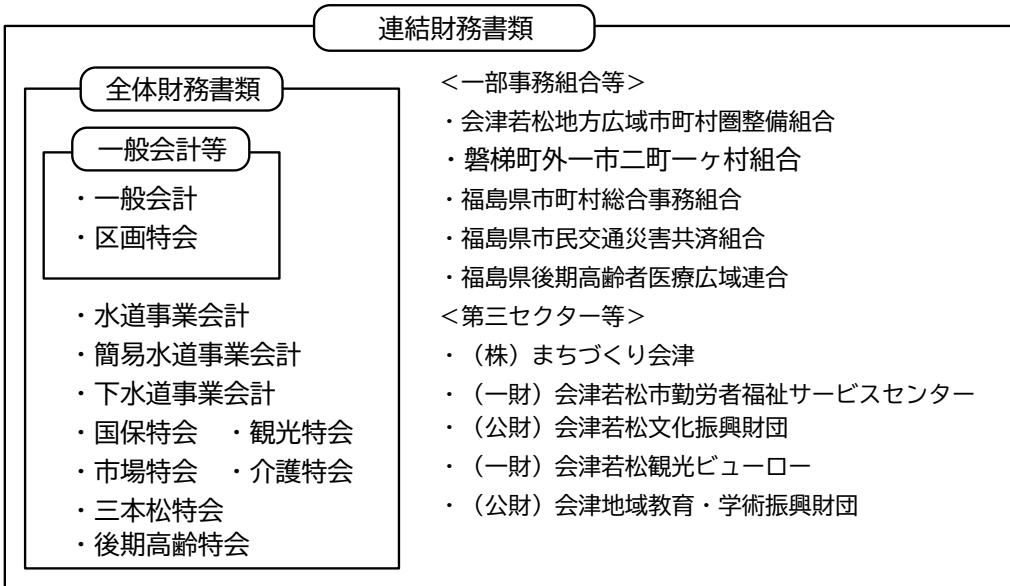 連結財務書類
全体財務書類
一般会計等
・一般会計
・区画特会
・水道事業会計
・簡易水道事業会計
・下水道事業会計
・国保特会　・観光特会
・市場特会　・介護特会
・三本松特会
・後期高齢特会
＜一部事務組合等＞
・会津若松地方広域市町村圏整備組合
・磐梯町外一市二町一ヶ村組合
・福島県市町村総合事務組合
・福島県市民交通災害共済組合
・福島県後期高齢者医療広域連合
＜第三セクター等＞
・（株）まちづくり会津
・（一財）会津若松市勤労者福祉サービスセンター
・（公財）会津若松文化振興財団
・（一財）会津若松観光ビューロー
・（公財）会津地域教育・学術振興財団